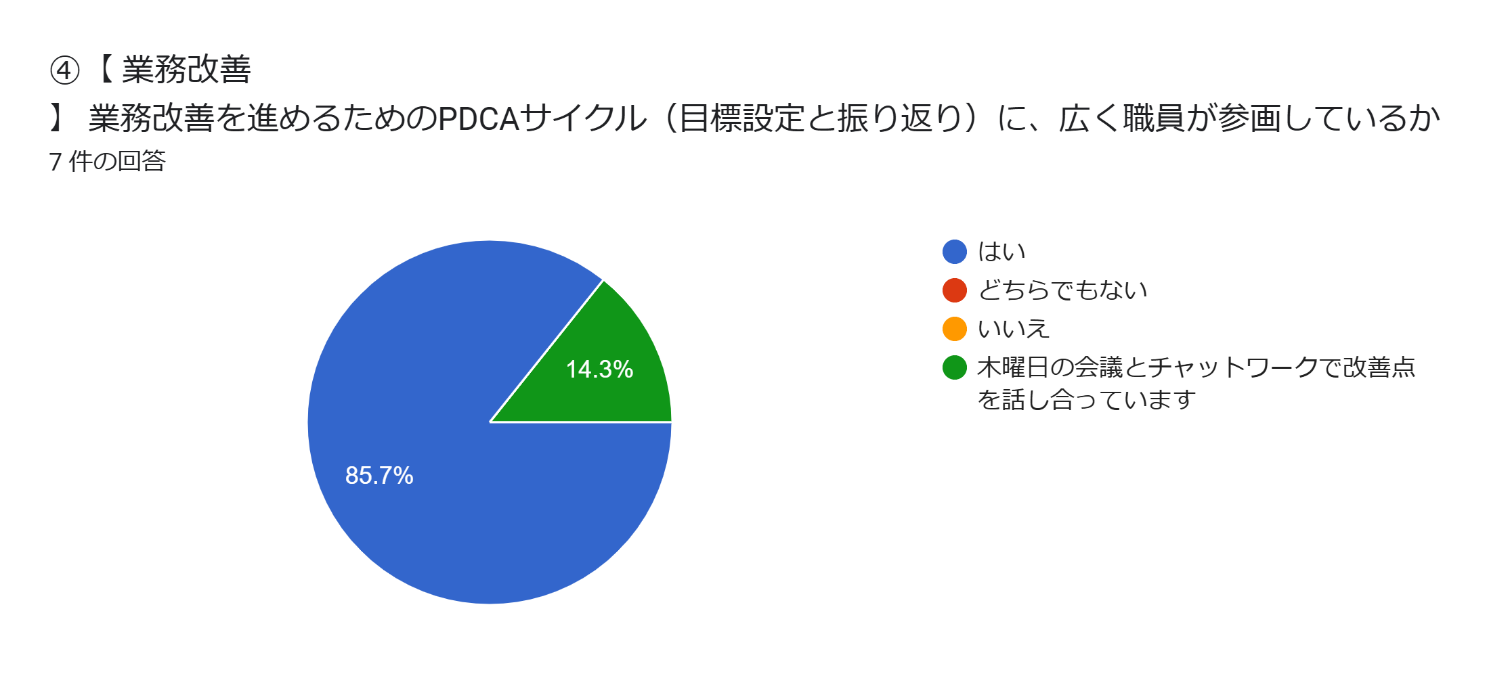 ④【 業務改善
】 業務改善を進めるためのPDCAサイクル（目標設定と振り返り）に、広く職員が参画しているか
7 件の回答
はい
どちらでもない
いいえ
木曜日の会議とチャットワークで改善点
を話し合っています
14.3%
85.7%